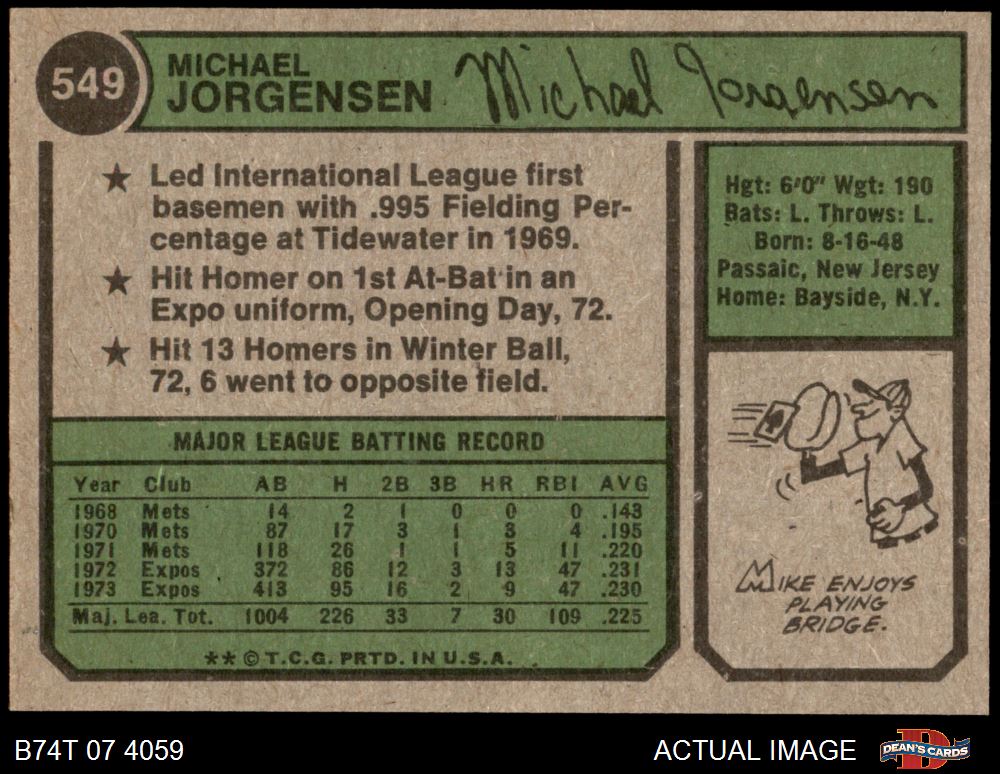 549
MICHAEL
JORGENSEN
Michael Jorgensen
★ Led International League first
basemen with .995 Fielding Per-
centage at Tidewater in 1969.
★ Hit Homer on 1st At-Bat in an
Expo uniform, Opening Day, 72.
★ Hit 13 Homers in Winter Ball,
72, 6 went to opposite field.
Hgt: 6'0" Wgt: 190
Bats: L. Throws: L.
Born: 8-16-48
Passaic, New Jersey
Home: Bayside, N.Y.
MAJOR LEAGUE BATTING RECORD
Year Club AB H 2B 3B HR RBI AVG
1968 Mets 14 2 1 0 0 0 .143
1970 Mets 87 17 3 1 3 4 .195
1971 Mets 118 26 1 1 5 11 .220
1972 Expos 372 86 12 3 13 47 .231
1973 Expos 413 95 16 2 9 47 .230
Maj. Lea. Tot. 1004 226 33 7 30 109 .225
** © T.C.G. PRTD. IN U.S.A.
MIKE ENJOYS
PLAYING
BRIDGE.
B74T 07 4059
ACTUAL IMAGE
DEAN'S CARDS